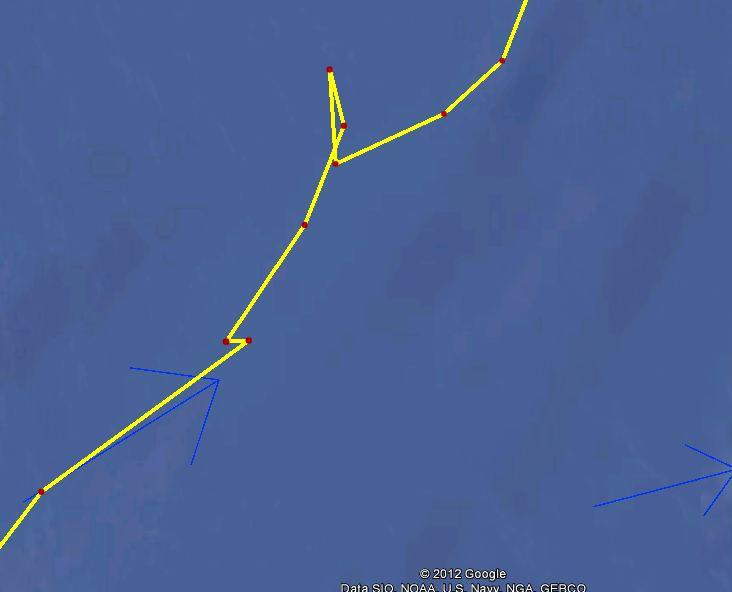 © 2012 Google
Data SIO, NOAA, U.S. Navy, NGA, GEBCO